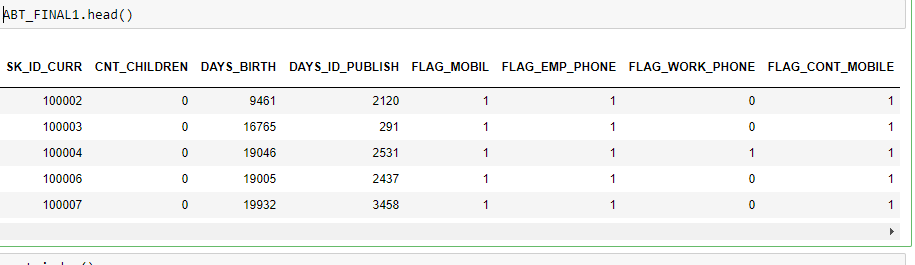 ABT_FINAL1.head()
SK_ID_CURR CNT_CHILDREN DAYS_BIRTH DAYS_ID_PUBLISH FLAG_MOBIL FLAG_EMP_PHONE FLAG_WORK_PHONE FLAG_CONT_MOBILE
100002 0 9461 2120 1 1 0 1
100003 0 16765 291 1 1 0 1
100004 0 19046 2531 1 1 1 1
100006 0 19005 2437 1 1 0 1
100007 0 19932 3458 1 1 0 1